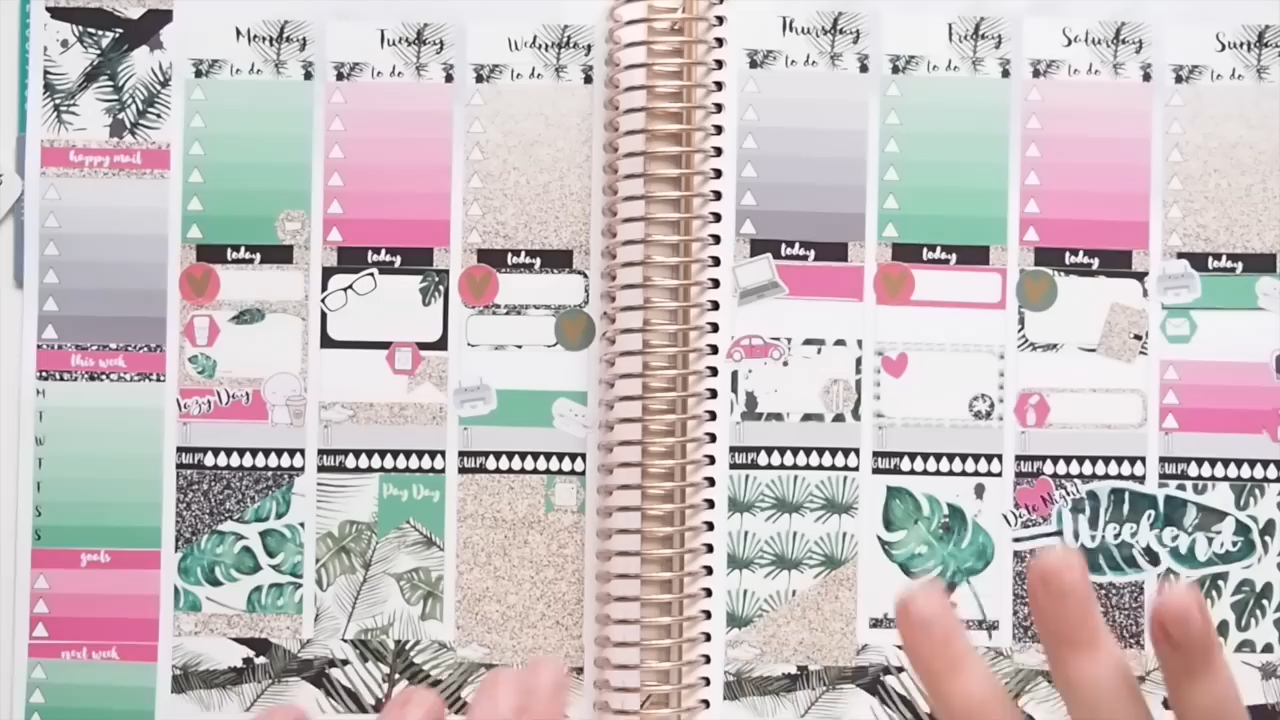 Monday
Tuesday
Wednesday
Thursday
Friday
Saturday
to do
to do
to do
to do
to do
to do
to do
happy mail
today
today
today
today
today
today
today
this week
M
T
W
T
F
S
S
Lazy Day
GULP!
GULP!
GULP!
GULP!
GULP!
GULP!
GULP!
Pay Day
Date Night
Weekend
goals
next week